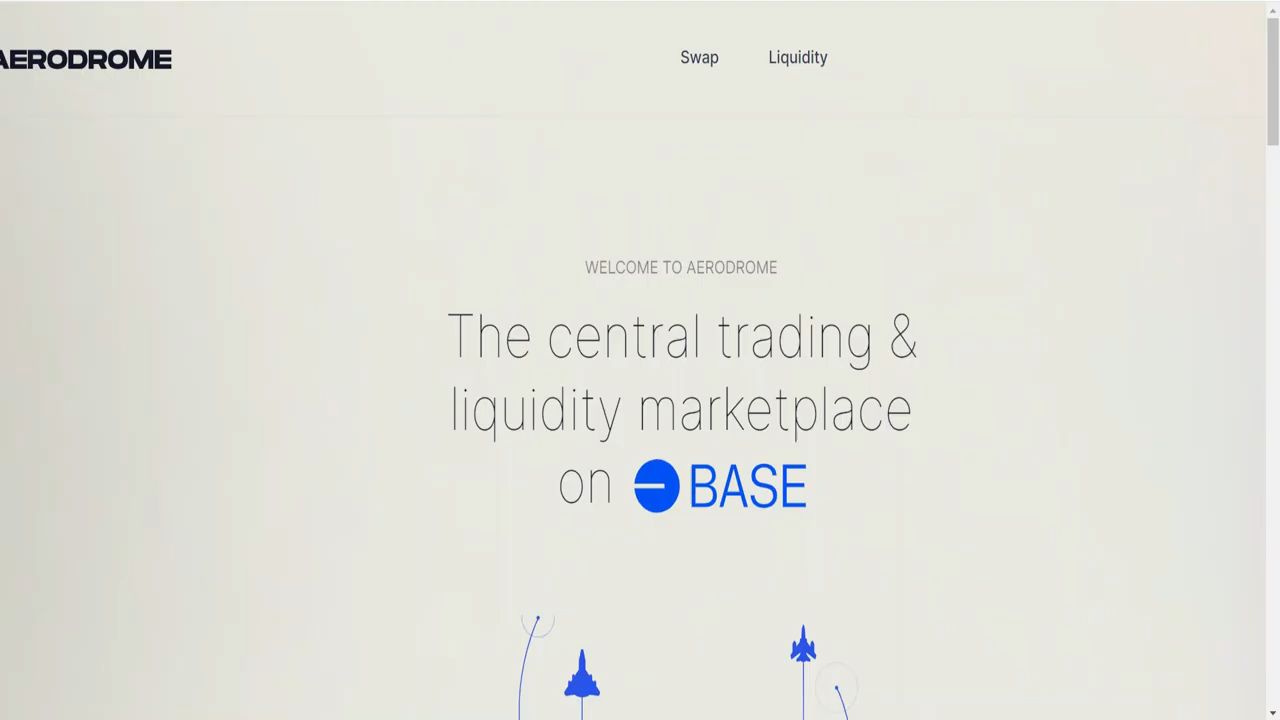 AERODROME
Swap
Liquidity
WELCOME TO AERODROME
The central trading &
liquidity marketplace
on BASE